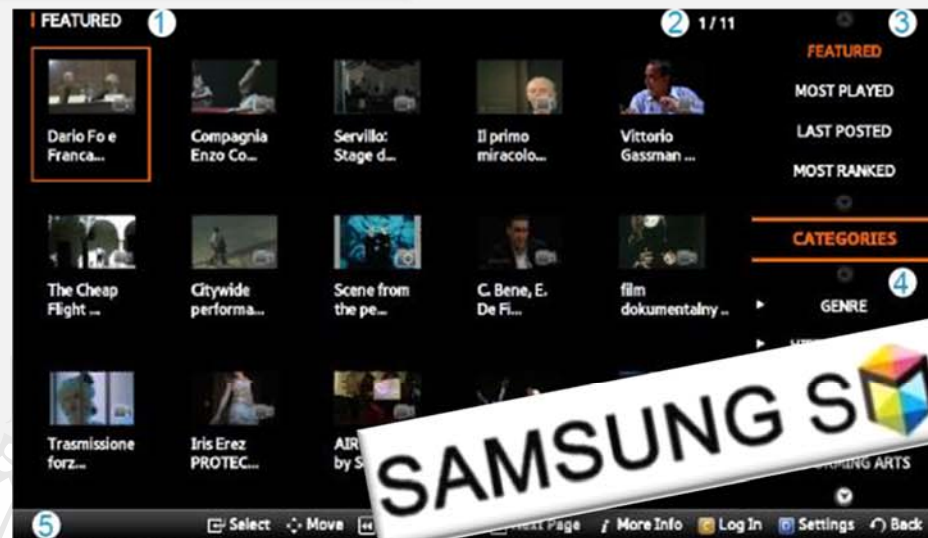 FEATURED 1
2 1/11
3
FEATURED
MOST PLAYED
LAST POSTED
MOST RANKED
CATEGORIES
4
GENRE
Dario Fo e
Franca...
Compagnia
Enzo Co...
Servillo:
Stage d...
Il primo
miracolo...
Vittorio
Gassman ...
The Cheap
Flight ...
Citywide
performa...
Scene from
the pe...
C. Bene, E.
De Fi...
film
dokumentalny ..
Trasmissione
forz...
Iris Erez
PROTEC...
AIR
by S
SAMSUNG S
ARTS
5
Select Move Page i More Info C Log In D Settings Back